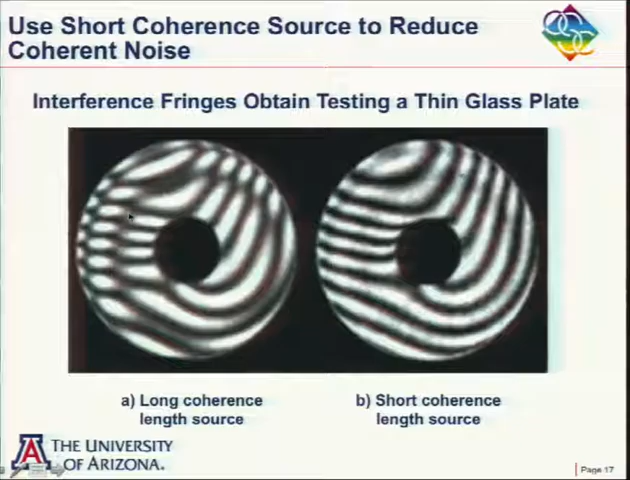 Use Short Coherence Source to Reduce
Coherent Noise
Interference Fringes Obtain Testing a Thin Glass Plate
a) Long coherence
length source
b) Short coherence
length source
THE UNIVERSITY
OF ARIZONA.
Page 17